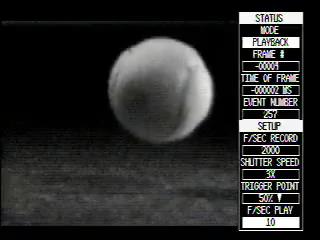 STATUS
MODE
PLAYBACK
FRAME #
-00004
TIME OF FRAME
-000002 MS
EVENT NUMBER
257
SETUP
F/SEC RECORD
2000
SHUTTER SPEED
3X
TRIGGER POINT
50% ▼
F/SEC PLAY
10